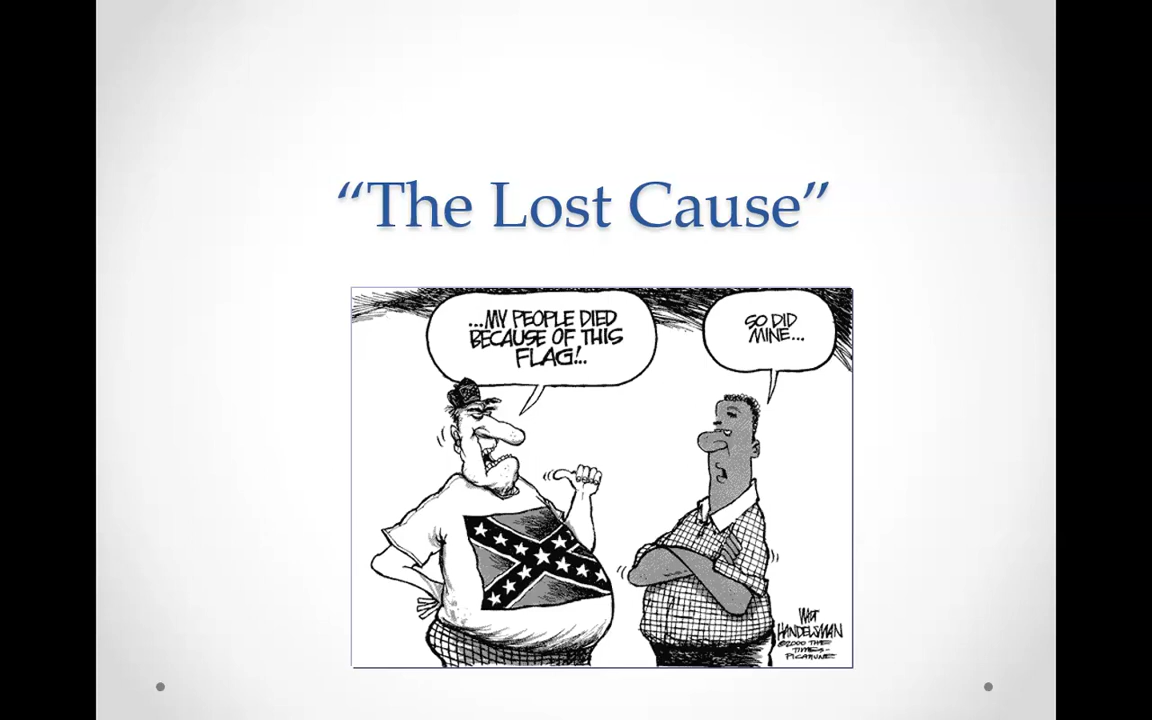 “The Lost Cause”
...MY PEOPLE DIED
BECAUSE OF THIS
FLAG!..
SO DID
MINE...
WALT
HANDELSMAN
©2000 THE
TIMES-
PICAYUNE